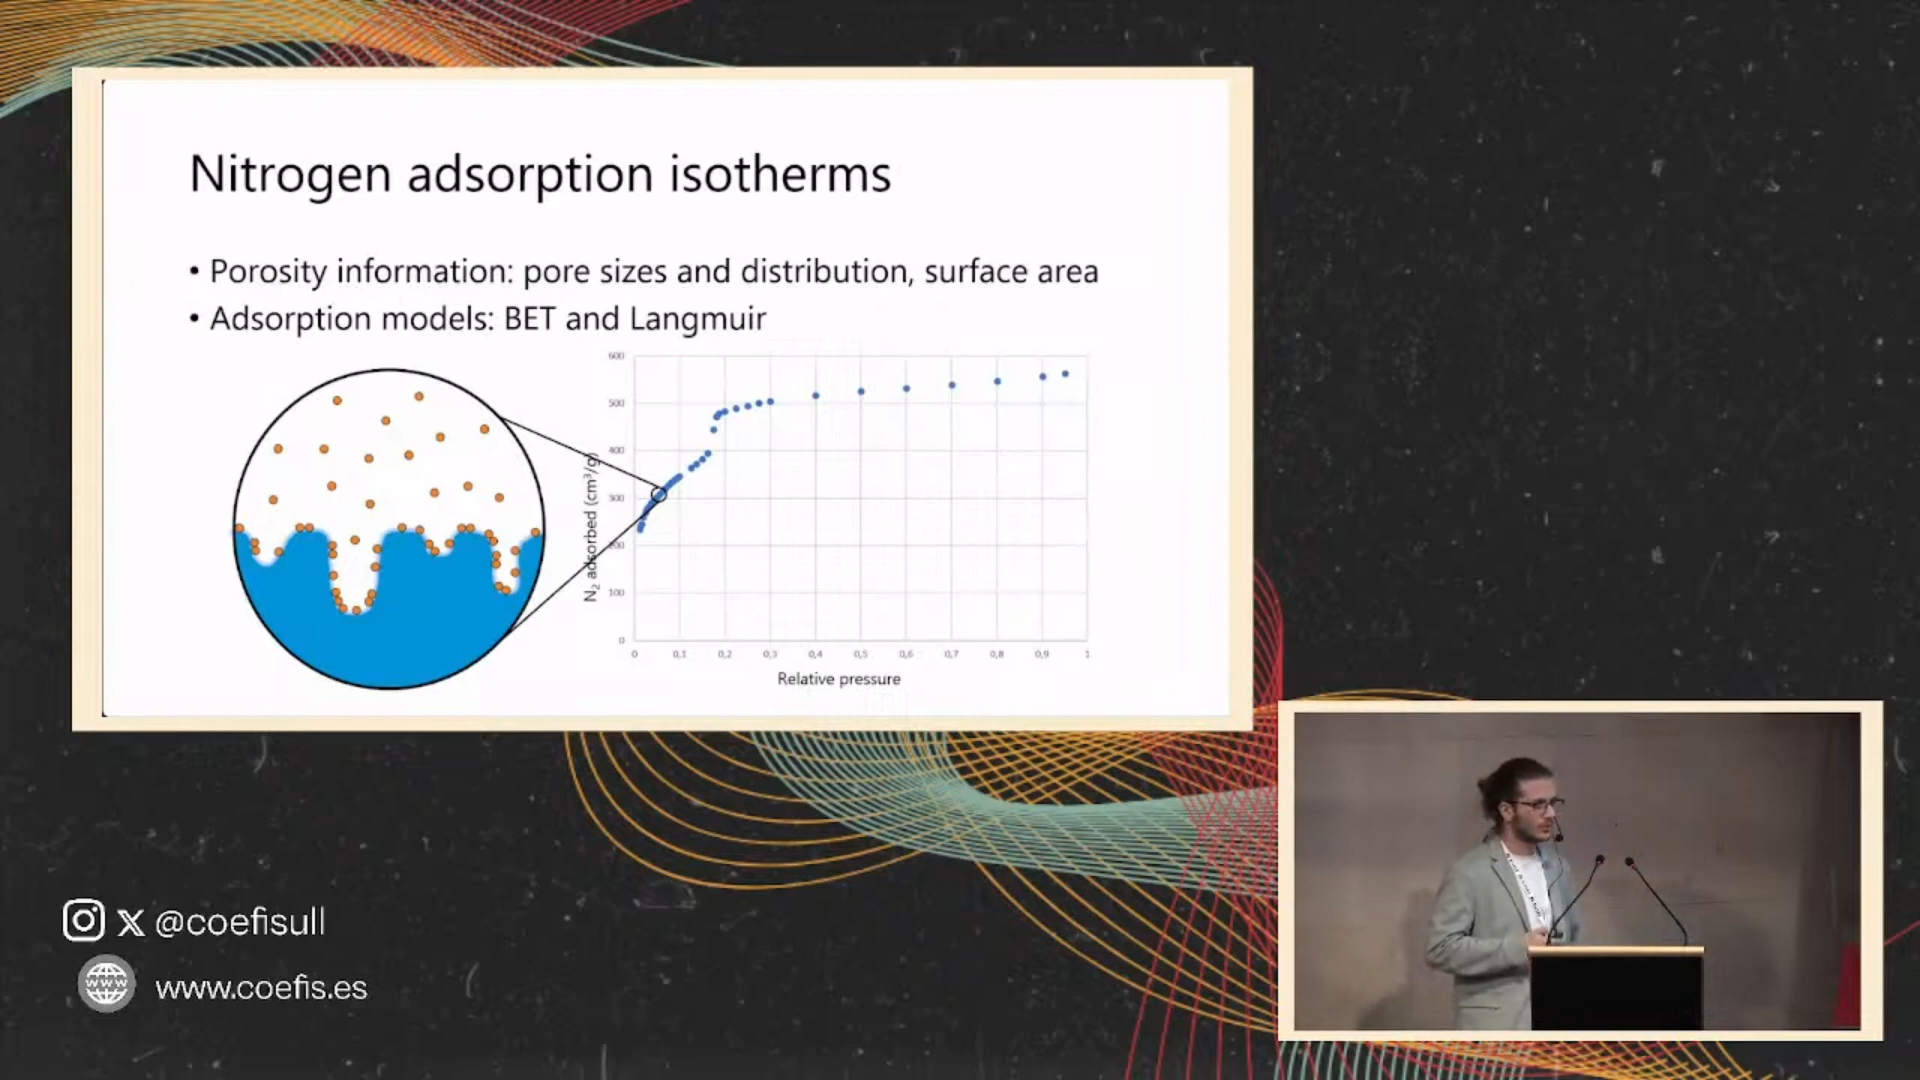 Nitrogen adsorption isotherms
• Porosity information: pore sizes and distribution, surface area
• Adsorption models: BET and Langmuir
600
500
400
300
200
100
0
N₂ adsorbed (cm³/g)
0 0,1 0,2 0,3 0,4 0,5 0,6 0,7 0,8 0,9 1
Relative pressure
@coefisull
WWW
www.coefis.es